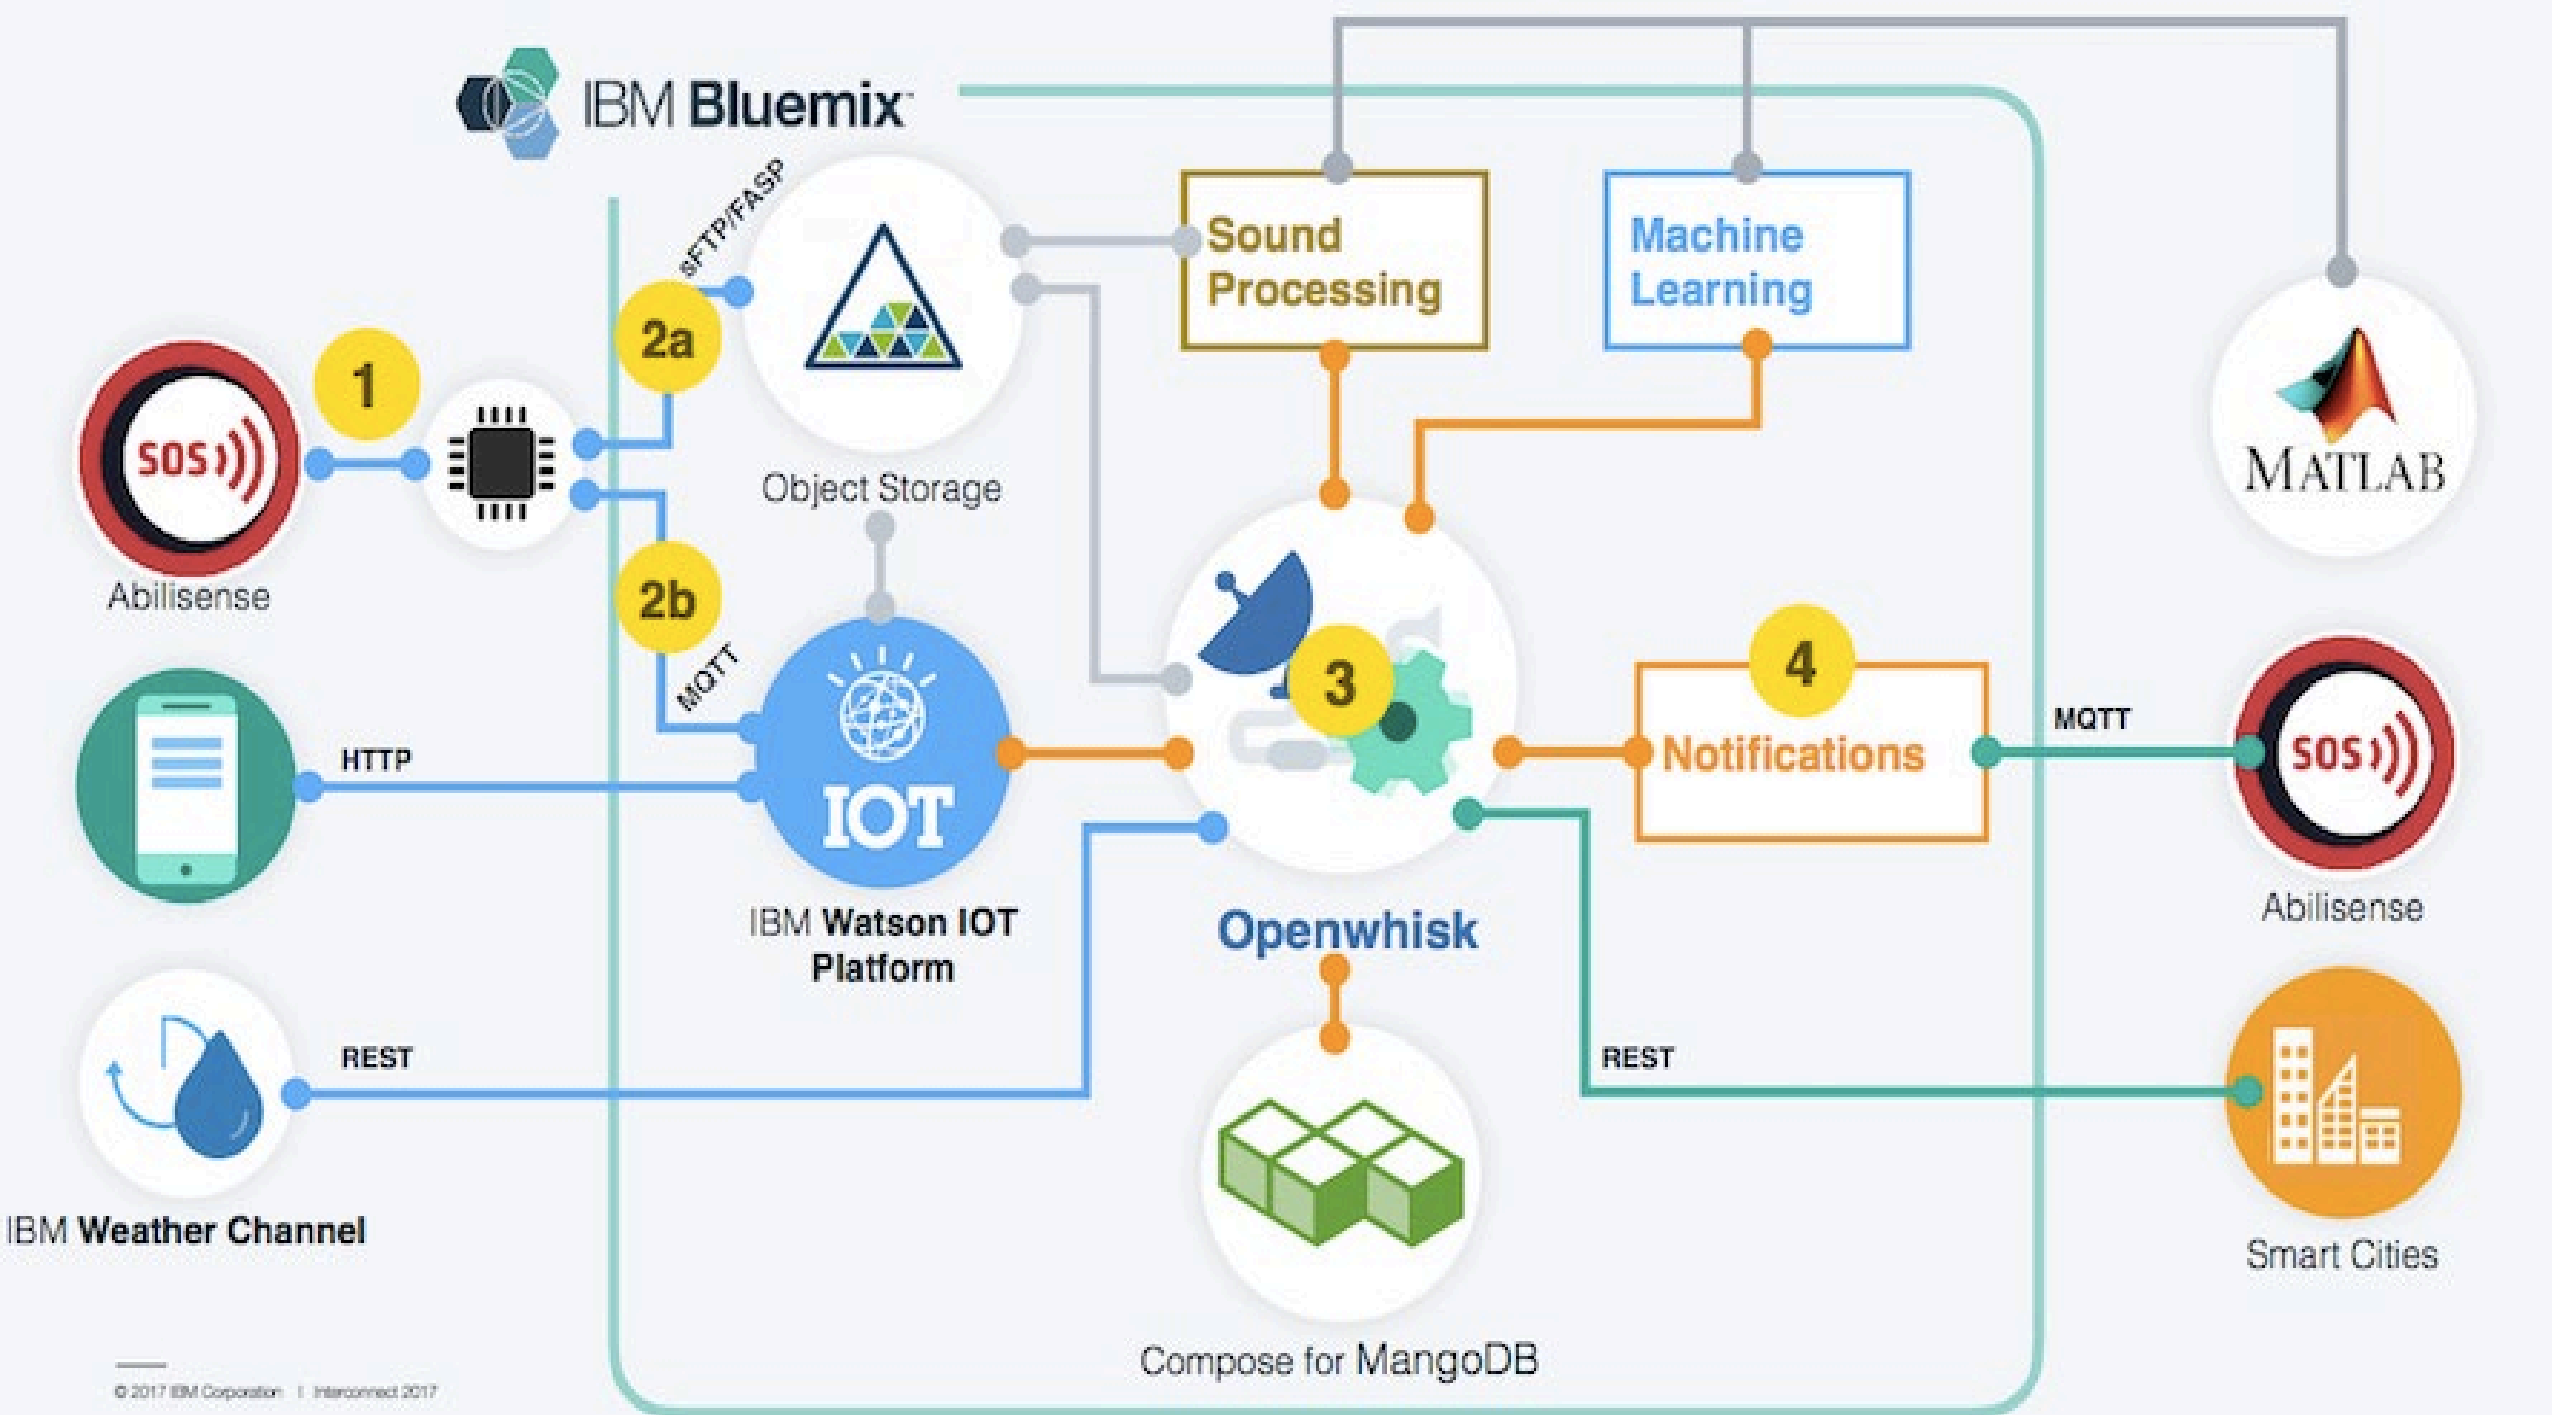 IBM Bluemix™
sFTP/FASP
Sound
Processing
Machine
Learning
1
2a
SOS
MATLAB
Object Storage
Abilisense
2b
MQTT
3
4
HTTP
IOT
Notifications
MQTT
SOS
IBM Watson IOT
Platform
Openwhisk
Abilisense
REST
REST
IBM Weather Channel
Smart Cities
Compose for MangoDB
© 2017 IBM Corporation | Interconnect 2017